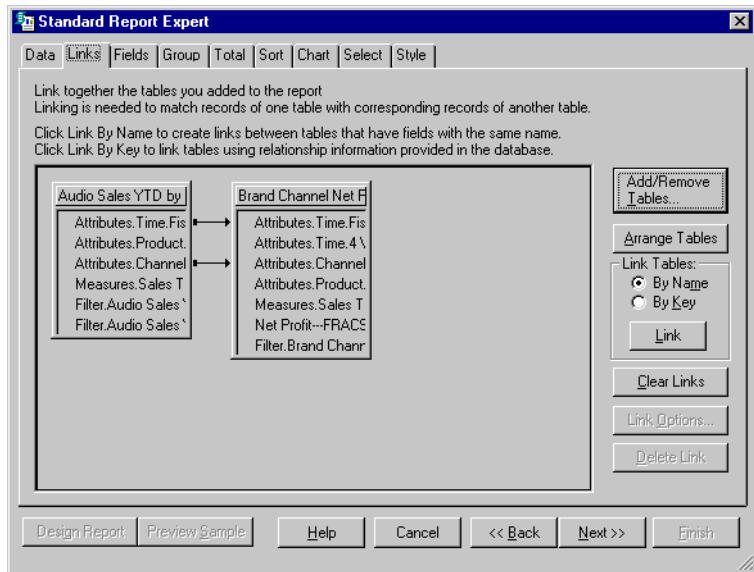 Standard Report Expert
Data Links Fields Group Total Sort Chart Select Style
Link together the tables you added to the report
Linking is needed to match records of one table with corresponding records of another table.
Click Link By Name to create links between tables that have fields with the same name.
Click Link By Key to link tables using relationship information provided in the database.
Audio Sales YTD by
Attributes.Time.Fis
Attributes.Product.
Attributes.Channel
Measures.Sales T
Filter.Audio Sales
Filter.Audio Sales
Brand Channel Net P
Attributes.Time.Fis
Attributes.Time.4
Attributes.Channel
Attributes.Product.
Measures.Sales T
Net Profit---FRACS
Filter.Brand Chann
Add/Remove
Tables...
Arrange Tables
Link Tables:
By Name
By Key
Link
Clear Links
Link Options...
Delete Link
Design Report Preview Sample Help Cancel << Back Next >> Finish